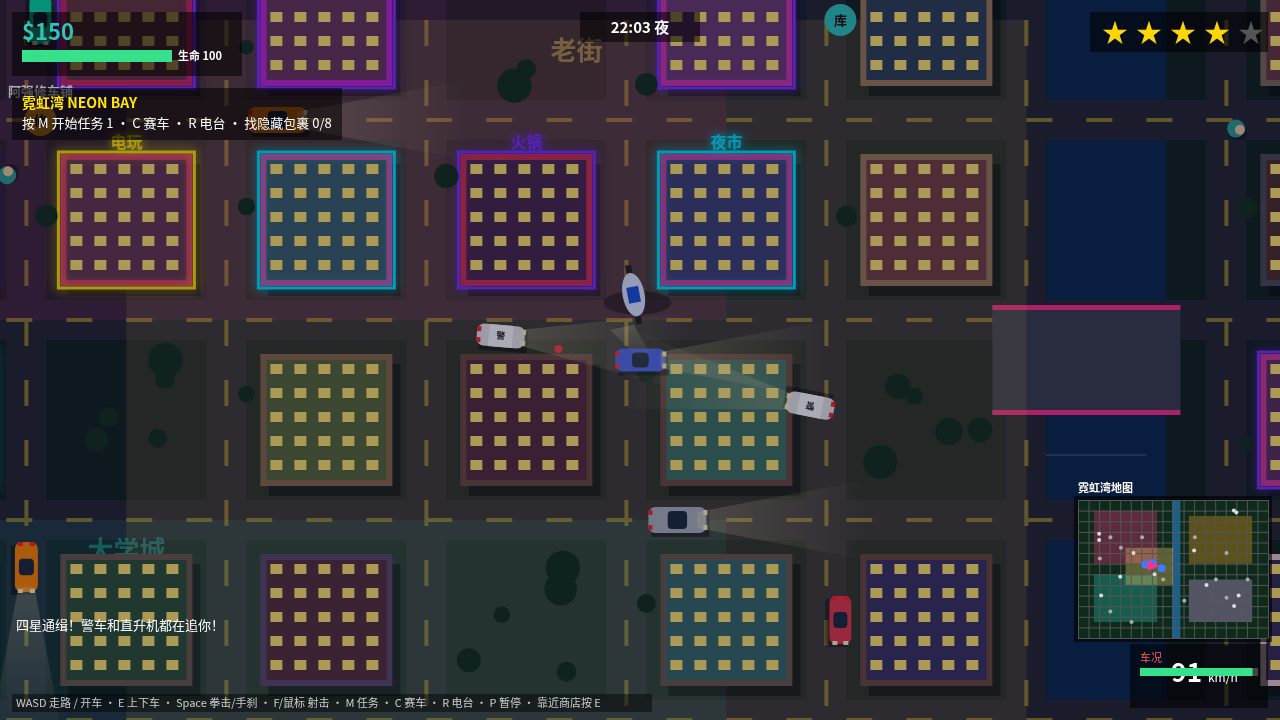 $150
生命 100
22:03 夜
库
老街
阿强修车铺
霓虹湾 NEON BAY
按 M 开始任务 1 · C 赛车 · R 电台 · 找隐藏包裹 0/8
电玩
火锅
夜市
警
警
霓虹湾地图
大学城
四星通缉！警车和直升机都在追你！
车况
91 km/h
WASD 走路 / 开车 · E 上下车 · Space 拳击/手刹 · F/鼠标 射击 · M 任务 · C 赛车 · R 电台 · P 暂停 · 靠近商店按 E